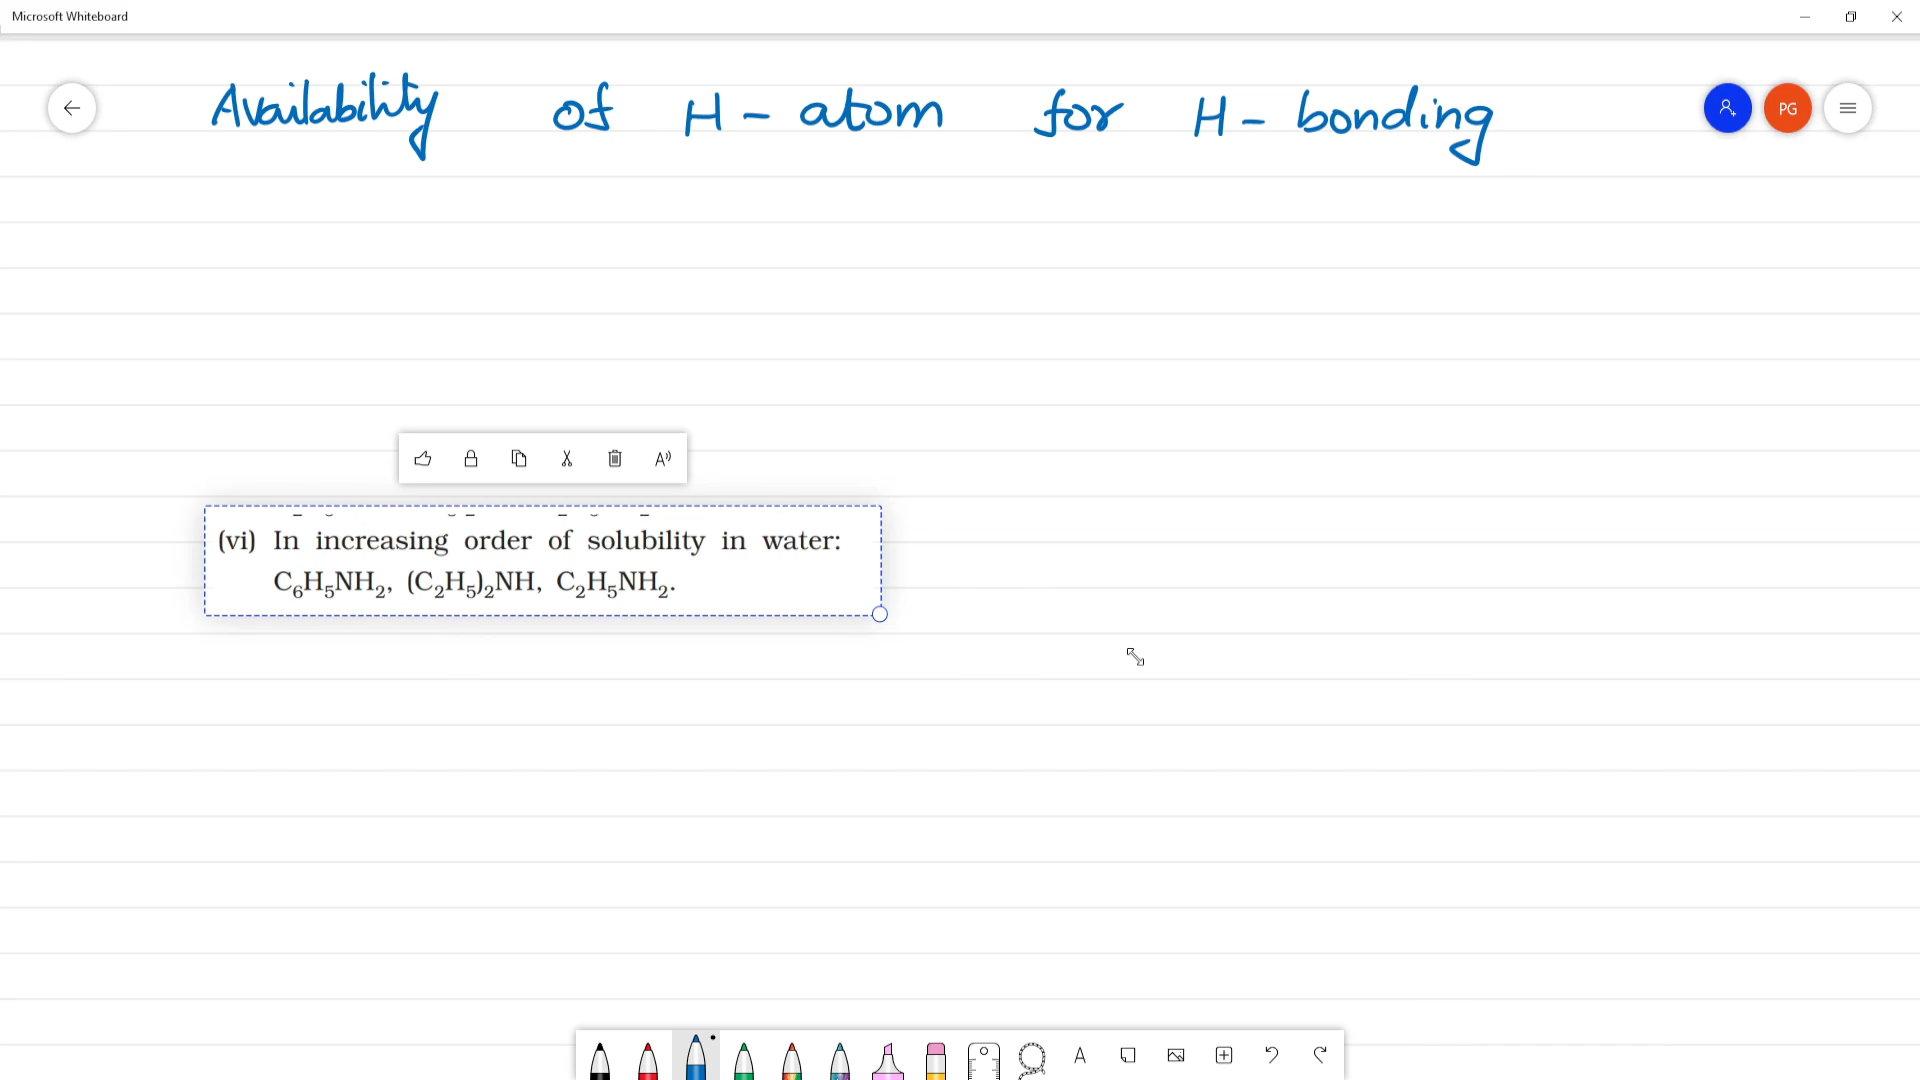 Microsoft Whiteboard
Availability of H - atom for H - bonding
PG
(vi) In increasing order of solubility in water:
C₆H₅NH₂, (C₂H₅)₂NH, C₂H₅NH₂.